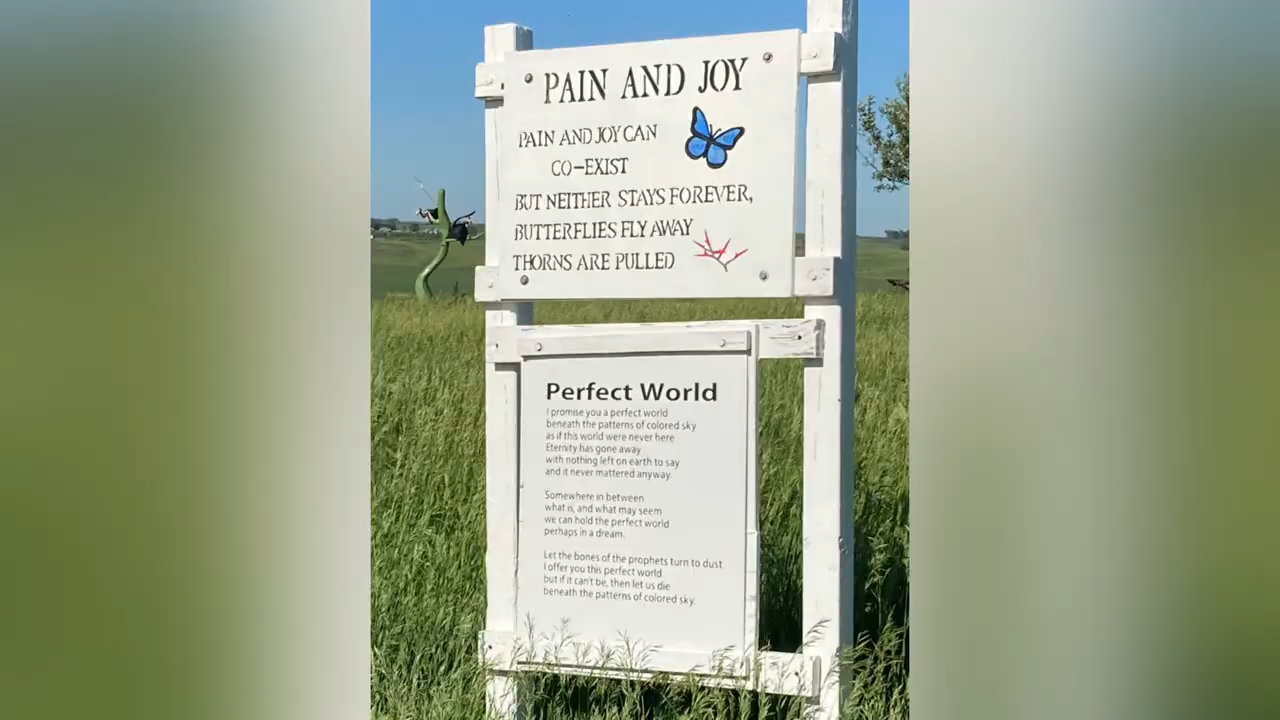 PAIN AND JOY
PAIN AND JOY CAN
CO-EXIST
BUT NEITHER STAYS FOREVER,
BUTTERFLIES FLY AWAY
THORNS ARE PULLED
Perfect World
I promise you a perfect world
beneath the patterns of colored sky
as if this world were never here
Eternity has gone away
with nothing left on earth to say
and it never mattered anyway.
Somewhere in between
what is, and what may seem
we can hold the perfect world
perhaps in a dream.
Let the bones of the prophets turn to dust
I offer you this perfect world
but if it can't be, then let us die
beneath the patterns of colored sky.